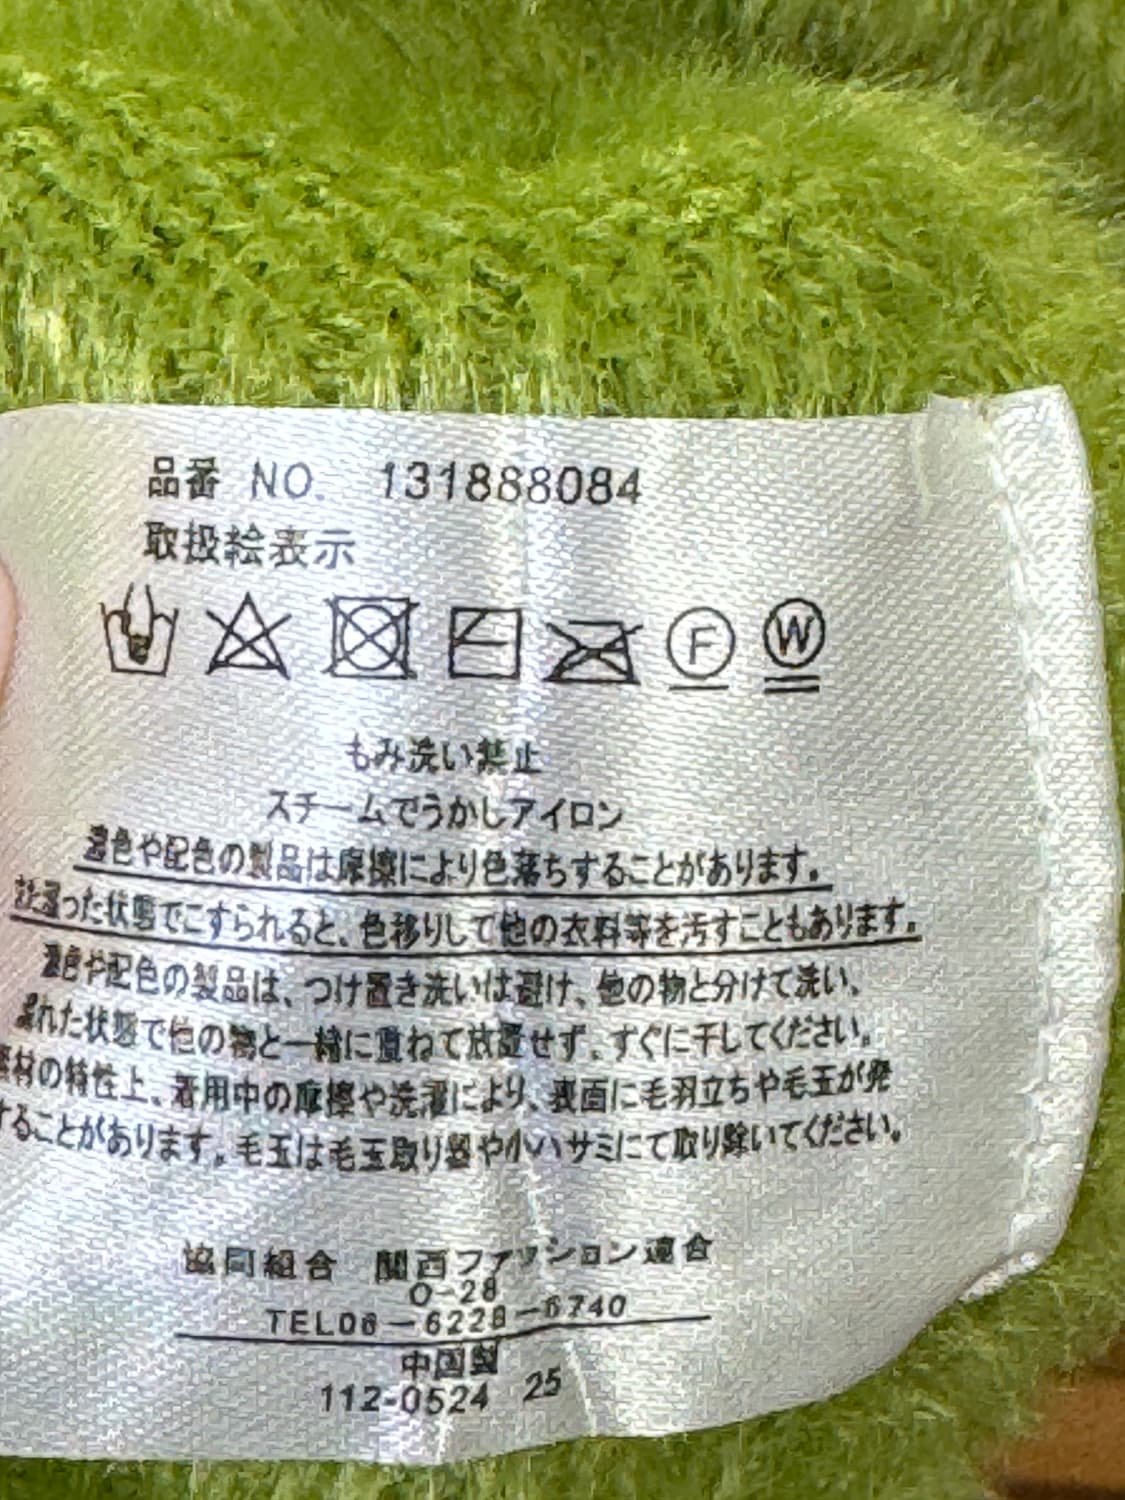 品番 NO. 131888084
取扱絵表示
F W
もみ洗い禁止
スチームでうかしアイロン
濃色や配色の製品は摩擦により色落ちすることがあります。
また湿った状態でこすられると、色移りして他の衣料等を汚すこともあります。
濃色や配色の製品は、つけ置き洗いは避け、他の物と分けて洗い、
濡れた状態で他の物と一緒に重ねて放置せず、すぐに干してください。
素材の特性上、着用中の摩擦や洗濯により、表面に毛羽立ちや毛玉が発
することがあります。毛玉は毛玉取り器や小ハサミにて取り除いてください。
協同組合 関西ファッション連合
O-28
TEL06-6228-6740
中国製
112-0524 25